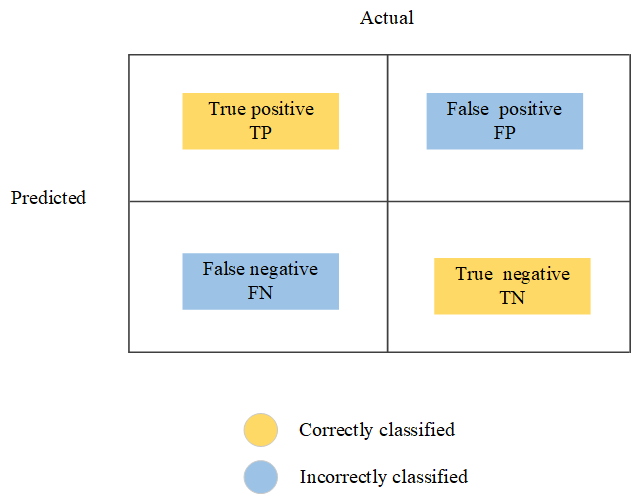 Actual
True positive
TP
False positive
FP
Predicted
False negative
FN
True negative
TN
Correctly classified
Incorrectly classified